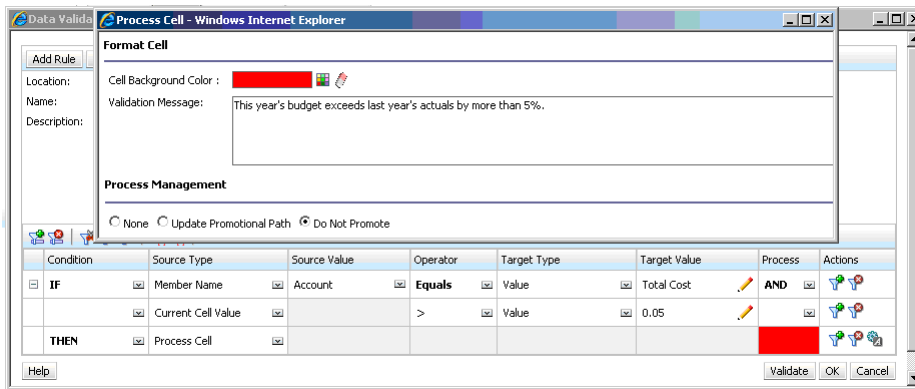 Data Valida
Process Cell - Windows Internet Explorer
Format Cell
Add Rule
Location:
Cell Background Color :
Name:
Validation Message:
This year's budget exceeds last year's actuals by more than 5%.
Description:
Process Management
None Update Promotional Path Do Not Promote
Condition Source Type Source Value Operator Target Type Target Value Process Actions
IF Member Name Account Equals Value Total Cost AND
Current Cell Value > Value 0.05
THEN Process Cell
Help Validate OK Cancel